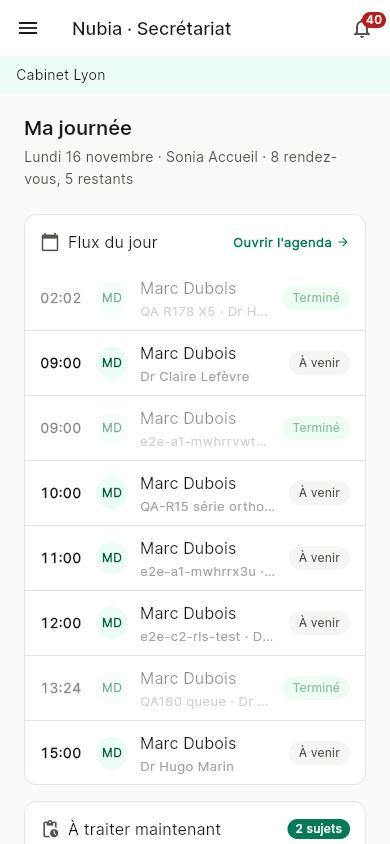 Nubia · Secrétariat
40
Cabinet Lyon
Ma journée
Lundi 16 novembre · Sonia Accueil · 8 rendez-
vous, 5 restants
Flux du jour
Ouvrir l'agenda →
02:02 MD Marc Dubois Terminé
QA R178 X5 · Dr H...
09:00 MD Marc Dubois À venir
Dr Claire Lefèvre
09:00 MD Marc Dubois Terminé
e2e-a1-mwhrrvwt...
10:00 MD Marc Dubois À venir
QA-R15 série ortho...
11:00 MD Marc Dubois À venir
e2e-a1-mwhrrx3u ·...
12:00 MD Marc Dubois À venir
e2e-c2-rls-test · D...
13:24 MD Marc Dubois Terminé
QA180 queue · Dr ...
15:00 MD Marc Dubois À venir
Dr Hugo Marin
À traiter maintenant
2 sujets